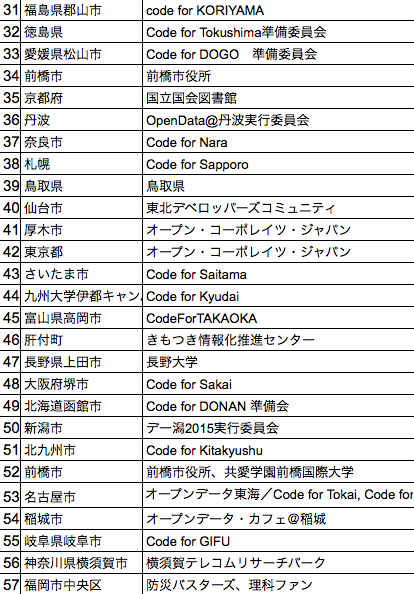 31 福島県郡山市 code for KORIYAMA
32 徳島県 Code for Tokushima準備委員会
33 愛媛県松山市 Code for DOGO　準備委員会
34 前橋市 前橋市役所
35 京都府 国立国会図書館
36 丹波 OpenData@丹波実行委員会
37 奈良市 Code for Nara
38 札幌 Code for Sapporo
39 鳥取県 鳥取県
40 仙台市 東北デベロッパーズコミュニティ
41 厚木市 オープン・コーポレイツ・ジャパン
42 東京都 オープン・コーポレイツ・ジャパン
43 さいたま市 Code for Saitama
44 九州大学伊都キャン Code for Kyudai
45 富山県高岡市 CodeForTAKAOKA
46 肝付町 きもつき情報化推進センター
47 長野県上田市 長野大学
48 大阪府堺市 Code for Sakai
49 北海道函館市 Code for DONAN 準備会
50 新潟市 デー潟2015実行委員会
51 北九州市 Code for Kitakyushu
52 前橋市 前橋市役所、共愛学園前橋国際大学
53 名古屋市 オープンデータ東海／Code for Tokai, Code for
54 稲城市 オープンデータ・カフェ＠稲城
55 岐阜県岐阜市 Code for GIFU
56 神奈川県横須賀市 横須賀テレコムリサーチパーク
57 福岡市中央区 防災バスターズ、理科ファン